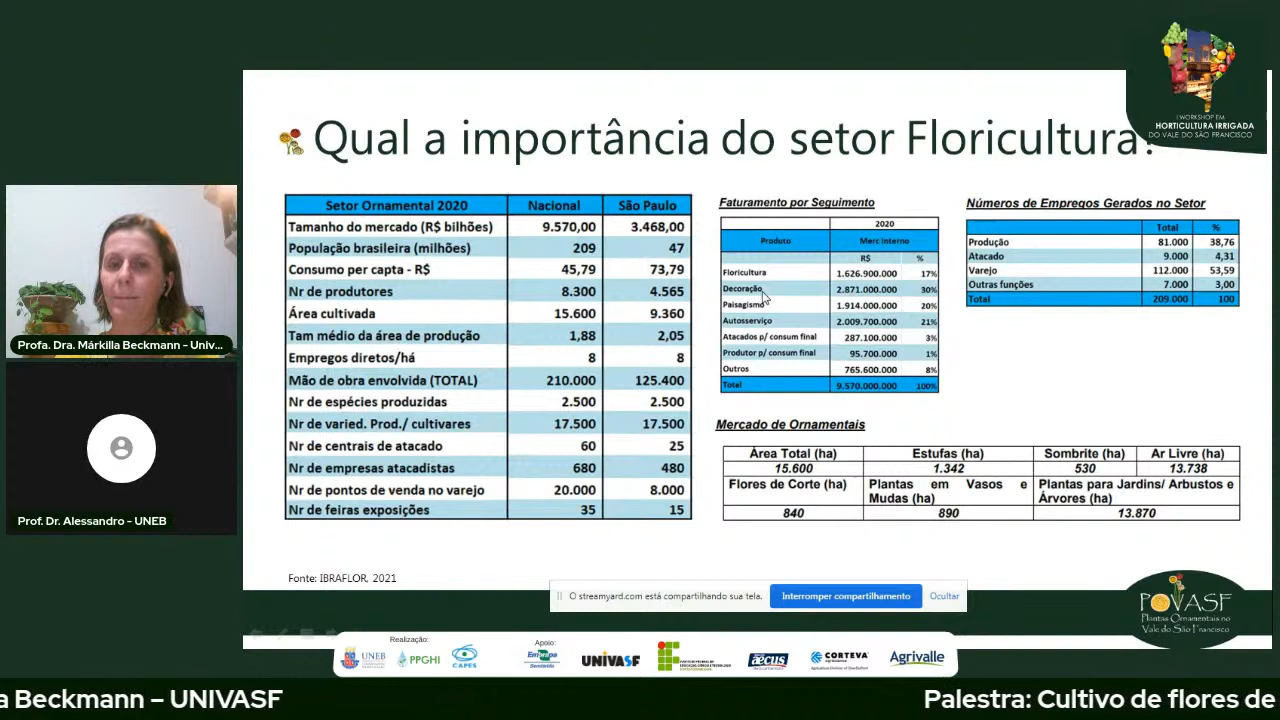 I WORKSHOP EM
HORTICULTURA IRRIGADA
DO VALE DO SÃO FRANCISCO
Qual a importância do setor Floricultura?
Setor Ornamental 2020 Nacional São Paulo
Tamanho do mercado (R$ bilhões) 9.570,00 3.468,00
População brasileira (milhões) 209 47
Consumo per capta - R$ 45,79 73,79
Nr de produtores 8.300 4.565
Área cultivada 15.600 9.360
Tam médio da área de produção 1,88 2,05
Empregos diretos/há 8 8
Mão de obra envolvida (TOTAL) 210.000 125.400
Nr de espécies produzidas 2.500 2.500
Nr de varied. Prod./ cultivares 17.500 17.500
Nr de centrais de atacado 60 25
Nr de empresas atacadistas 680 480
Nr de pontos de venda no varejo 20.000 8.000
Nr de feiras exposições 35 15
Fonte: IBRAFLOR, 2021
Faturamento por Seguimento
2020
Produto Merc Interno
R$ %
Floricultura 1.626.900.000 17%
Decoração 2.871.000.000 30%
Paisagismo 1.914.000.000 20%
Autosserviço 2.009.700.000 21%
Atacados p/ consum final 287.100.000 3%
Produtor p/ consum final 95.700.000 1%
Outros 765.600.000 8%
Total 9.570.000.000 100%
Números de Empregos Gerados no Setor
Total %
Produção 81.000 38,76
Atacado 9.000 4,31
Varejo 112.000 53,59
Outras funções 7.000 3,00
Total 209.000 100
Mercado de Ornamentais
Área Total (ha) Estufas (ha) Sombrite (ha) Ar Livre (ha)
15.600 1.342 530 13.738
Flores de Corte (ha) Plantas em Vasos e Mudas (ha) Plantas para Jardins/ Arbustos e Árvores (ha)
840 890 13.870
Profa. Dra. Márkilla Beckmann – Univ...
Prof. Dr. Alessandro - UNEB
O streamyard.com está compartilhando sua tela. Interromper compartilhamento Ocultar
POVASF
Plantas Ornamentais no
Vale do São Francisco
Realização: Apoio:
UNEB PPGHI CAPES Embrapa Semiárido UNIVASF aecus CORTEVA agriscience Agrivalle
a Beckmann – UNIVASF Palestra: Cultivo de flores de